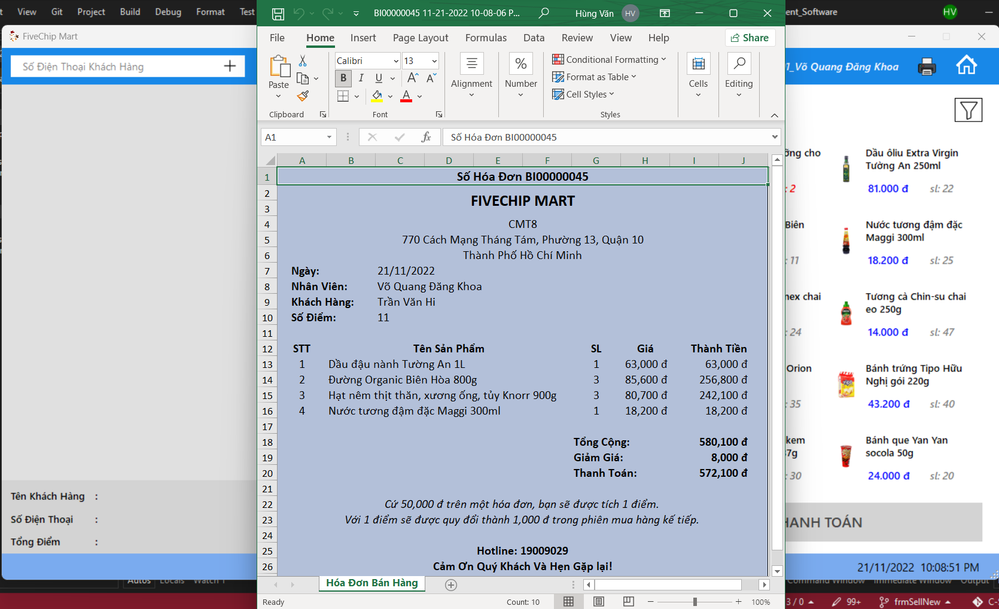 View Git Project Build Debug Format Test
BI00000045 11-21-2022 10-08-06 P...
Hùng Văn HV
ent_Software HV
FiveChip Mart
File Home Insert Page Layout Formulas Data Review View Help Share
Số Điện Thoại Khách Hàng
Võ Quang Đăng Khoa
Paste
Clipboard
Calibri 13
B I U A A
A
Font
Alignment
%
Number
Conditional Formatting
Format as Table
Cell Styles
Styles
Cells
Editing
A1 fx Số Hóa Đơn BI00000045
A B C D E F G H I J
1 Số Hóa Đơn BI00000045
2
FIVECHIP MART
3
4 CMT8
5 770 Cách Mạng Tháng Tám, Phường 13, Quận 10
6 Thành Phố Hồ Chí Minh
7 Ngày: 21/11/2022
8 Nhân Viên: Võ Quang Đăng Khoa
9 Khách Hàng: Trần Văn Hi
10 Số Điểm: 11
11
12 STT Tên Sản Phẩm SL Giá Thành Tiền
13 1 Dầu đậu nành Tường An 1L 1 63,000 đ 63,000 đ
14 2 Đường Organic Biên Hòa 800g 3 85,600 đ 256,800 đ
15 3 Hạt nêm thịt thăn, xương ống, tủy Knorr 900g 3 80,700 đ 242,100 đ
16 4 Nước tương đậm đặc Maggi 300ml 1 18,200 đ 18,200 đ
17
18 Tổng Cộng: 580,100 đ
19 Giảm Giá: 8,000 đ
20 Thanh Toán: 572,100 đ
21
22 Cứ 50,000 đ trên một hóa đơn, bạn sẽ được tích 1 điểm.
23 Với 1 điểm sẽ được quy đổi thành 1,000 đ trong phiên mua hàng kế tiếp.
24
25 Hotline: 19009029
26 Cảm Ơn Quý Khách Và Hẹn Gặp lại!
Hóa Đơn Bán Hàng
Ready Count: 10 100%
cho
: 2
Dầu ôliu Extra Virgin
Tường An 250ml
81.000 đ sl: 22
Biên
: 11
Nước tương đậm đặc
Maggi 300ml
18.200 đ sl: 25
nex chai
: 24
Tương cà Chin-su chai
eo 250g
14.000 đ sl: 47
Orion
: 35
Bánh trứng Tipo Hữu
Nghị gói 220g
43.200 đ sl: 40
kem
7g
: 30
Bánh que Yan Yan
socola 50g
24.000 đ sl: 20
HANH TOÁN
Tên Khách Hàng :
Số Điện Thoại :
Tổng Điểm :
21/11/2022 10:08:51 PM
Autos Locals Watch 1
Command Window Immediate Window Output
3 / 0 99+ frmSellNew